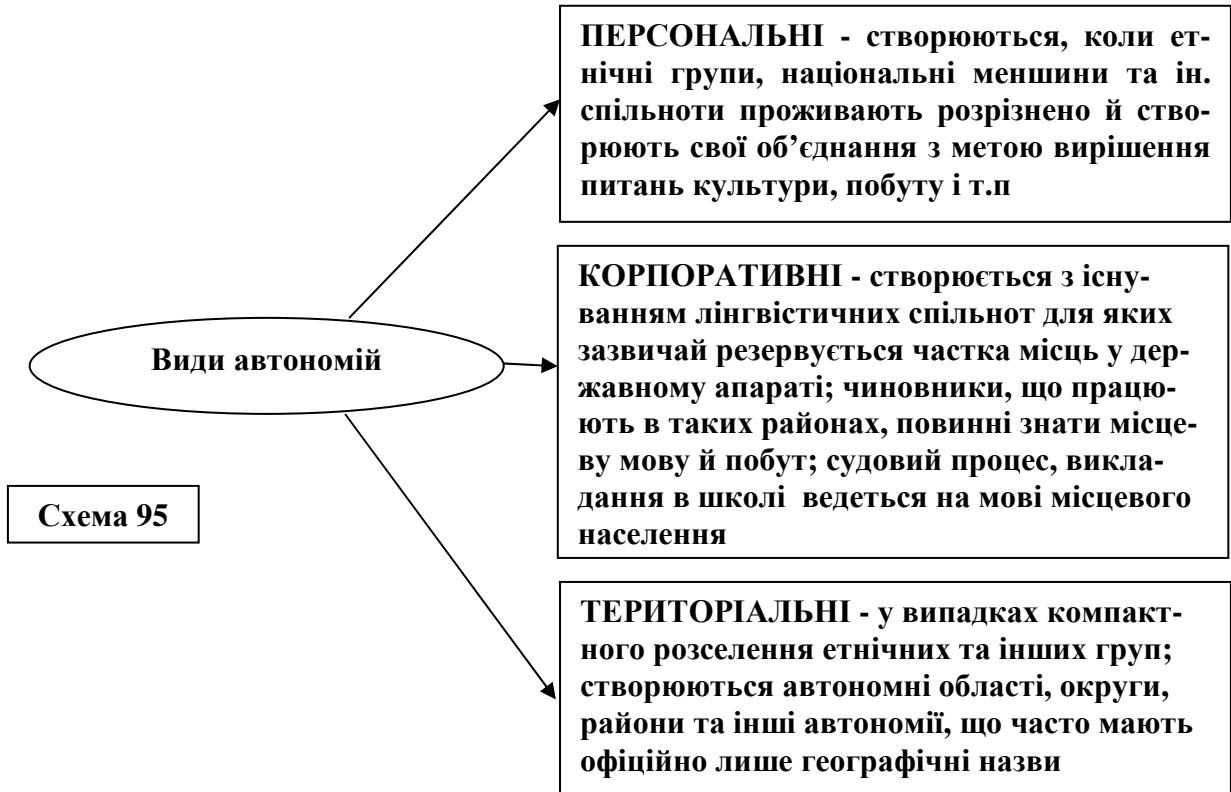 ПЕРСОНАЛЬНІ - створюються, коли ет-
нічні групи, національні меншини та ін.
спільноти проживають розрізнено й ство-
рюють свої об’єднання з метою вирішення
питань культури, побуту і т.п
КОРПОРАТИВНІ - створюється з існу-
ванням лінгвістичних спільнот для яких
зазвичай резервується частка місць у дер-
жавному апараті; чиновники, що працю-
ють в таких районах, повинні знати місце-
ву мову й побут; судовий процес, викла-
дання в школі ведеться на мові місцевого
населення
Види автономій
Схема 95
ТЕРИТОРІАЛЬНІ - у випадках компакт-
ного розселення етнічних та інших груп;
створюються автономні області, округи,
райони та інші автономії, що часто мають
офіційно лише географічні назви